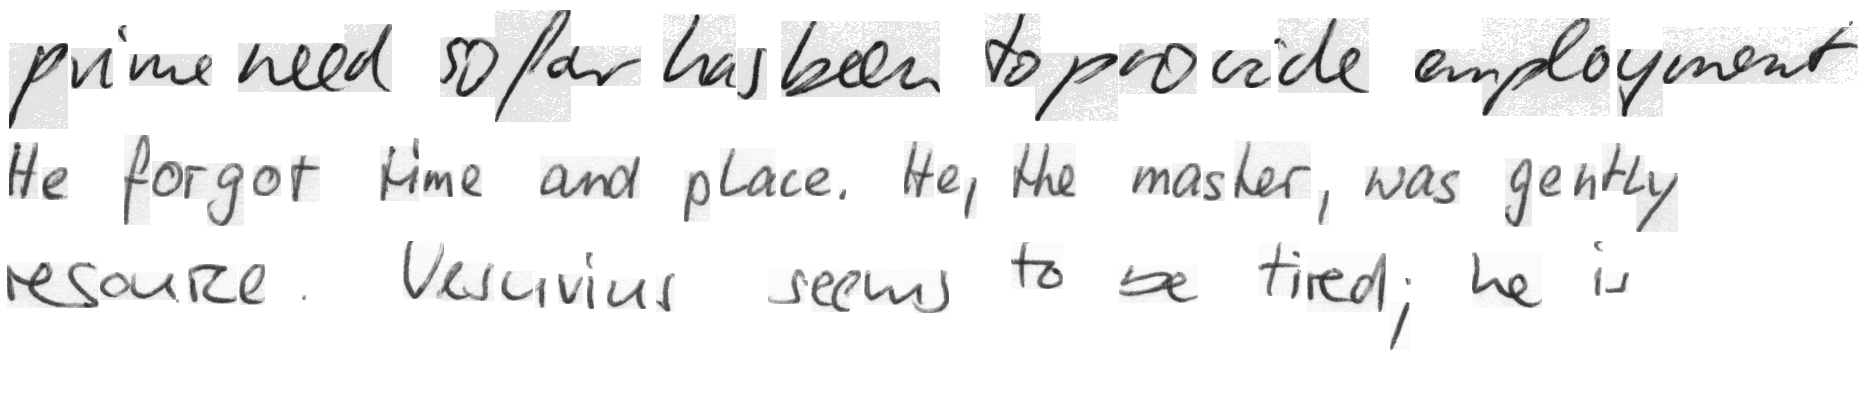 prime need so far has been to provide employment
He forgot time and place. He, the master, was gently
resource. Vesuvius seems to be tired; he is